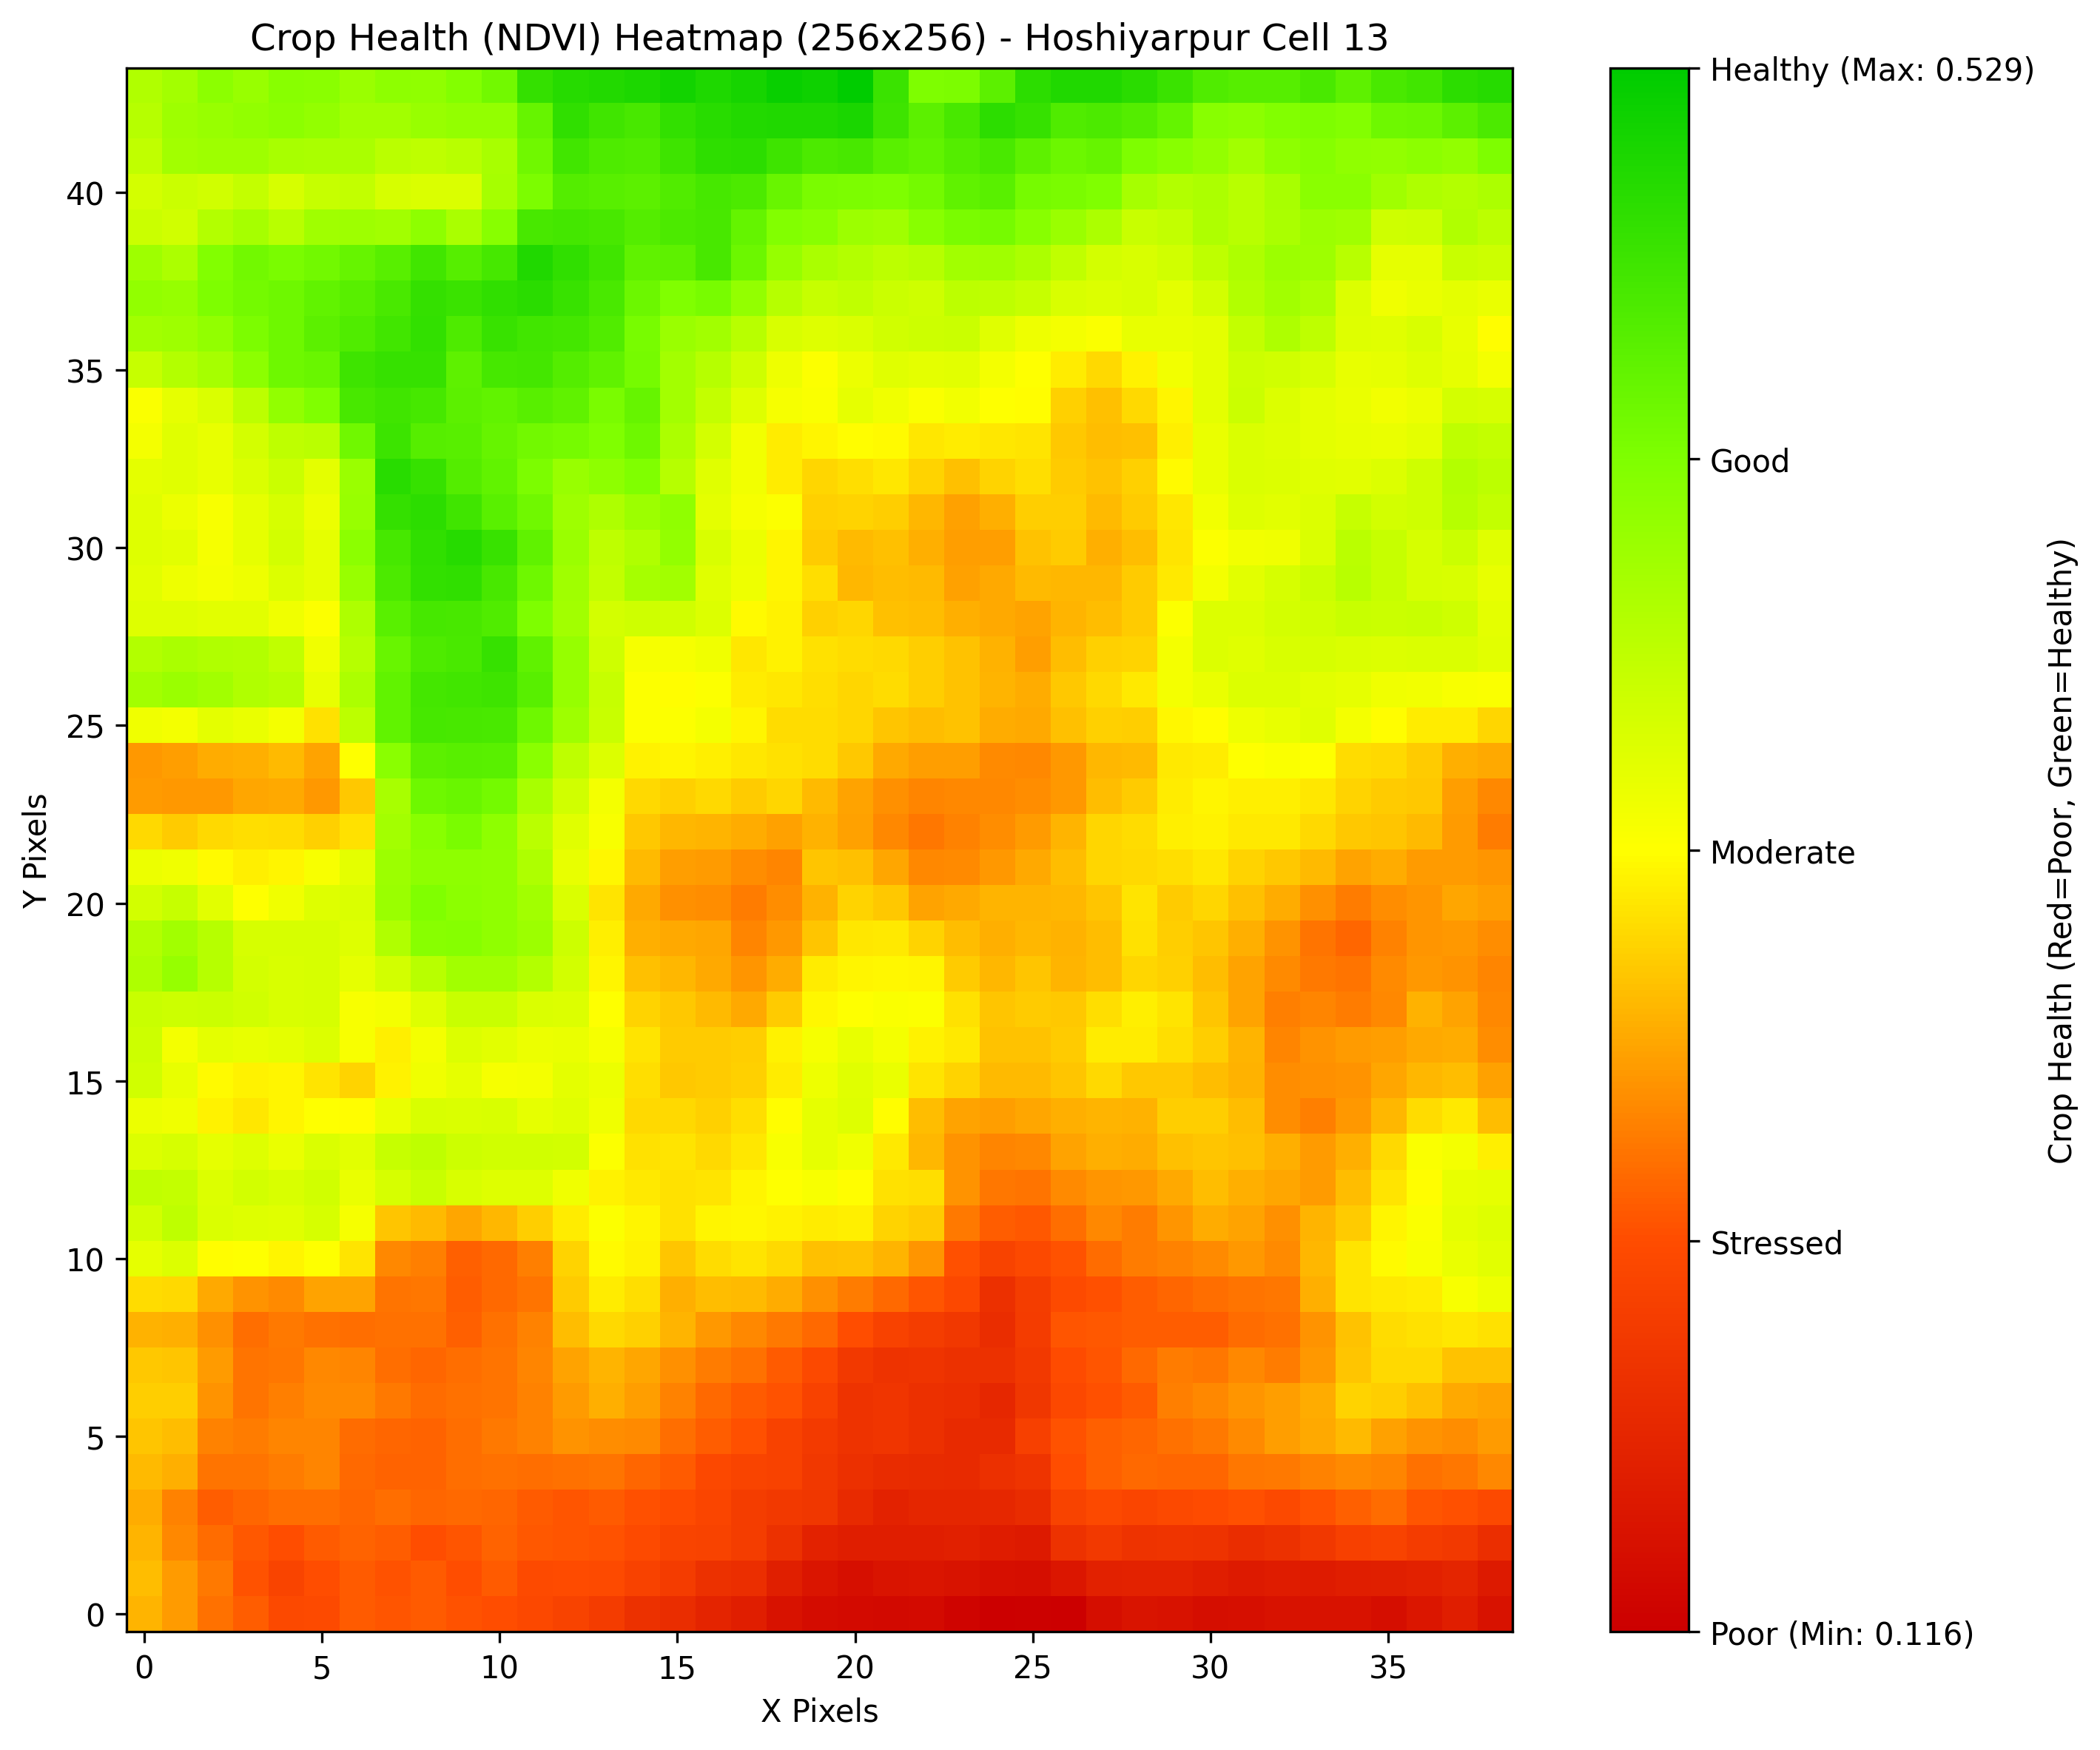 Crop Health (NDVI) Heatmap (256x256) - Hoshiyarpur Cell 13
Healthy (Max: 0.529)
Good
Moderate
Stressed
Poor (Min: 0.116)
Crop Health (Red=Poor, Green=Healthy)
Y Pixels
40
35
30
25
20
15
10
5
0
0 5 10 15 20 25 30 35
X Pixels